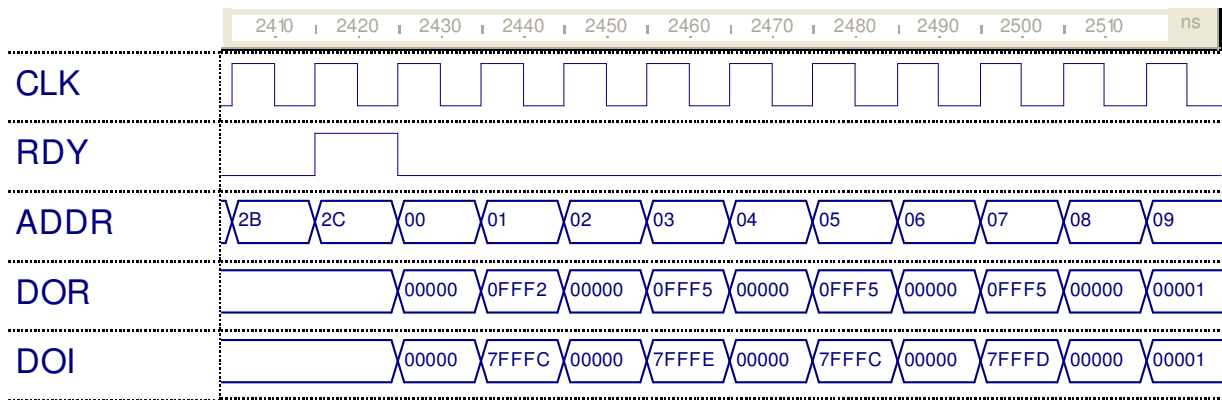 2410 2420 2430 2440 2450 2460 2470 2480 2490 2500 2510 ns
CLK
RDY
ADDR 2B 2C 00 01 02 03 04 05 06 07 08 09
DOR 00000 0FFF2 00000 0FFF5 00000 0FFF5 00000 0FFF5 00000 00001
DOI 00000 7FFFC 00000 7FFFE 00000 7FFFC 00000 7FFFD 00000 00001